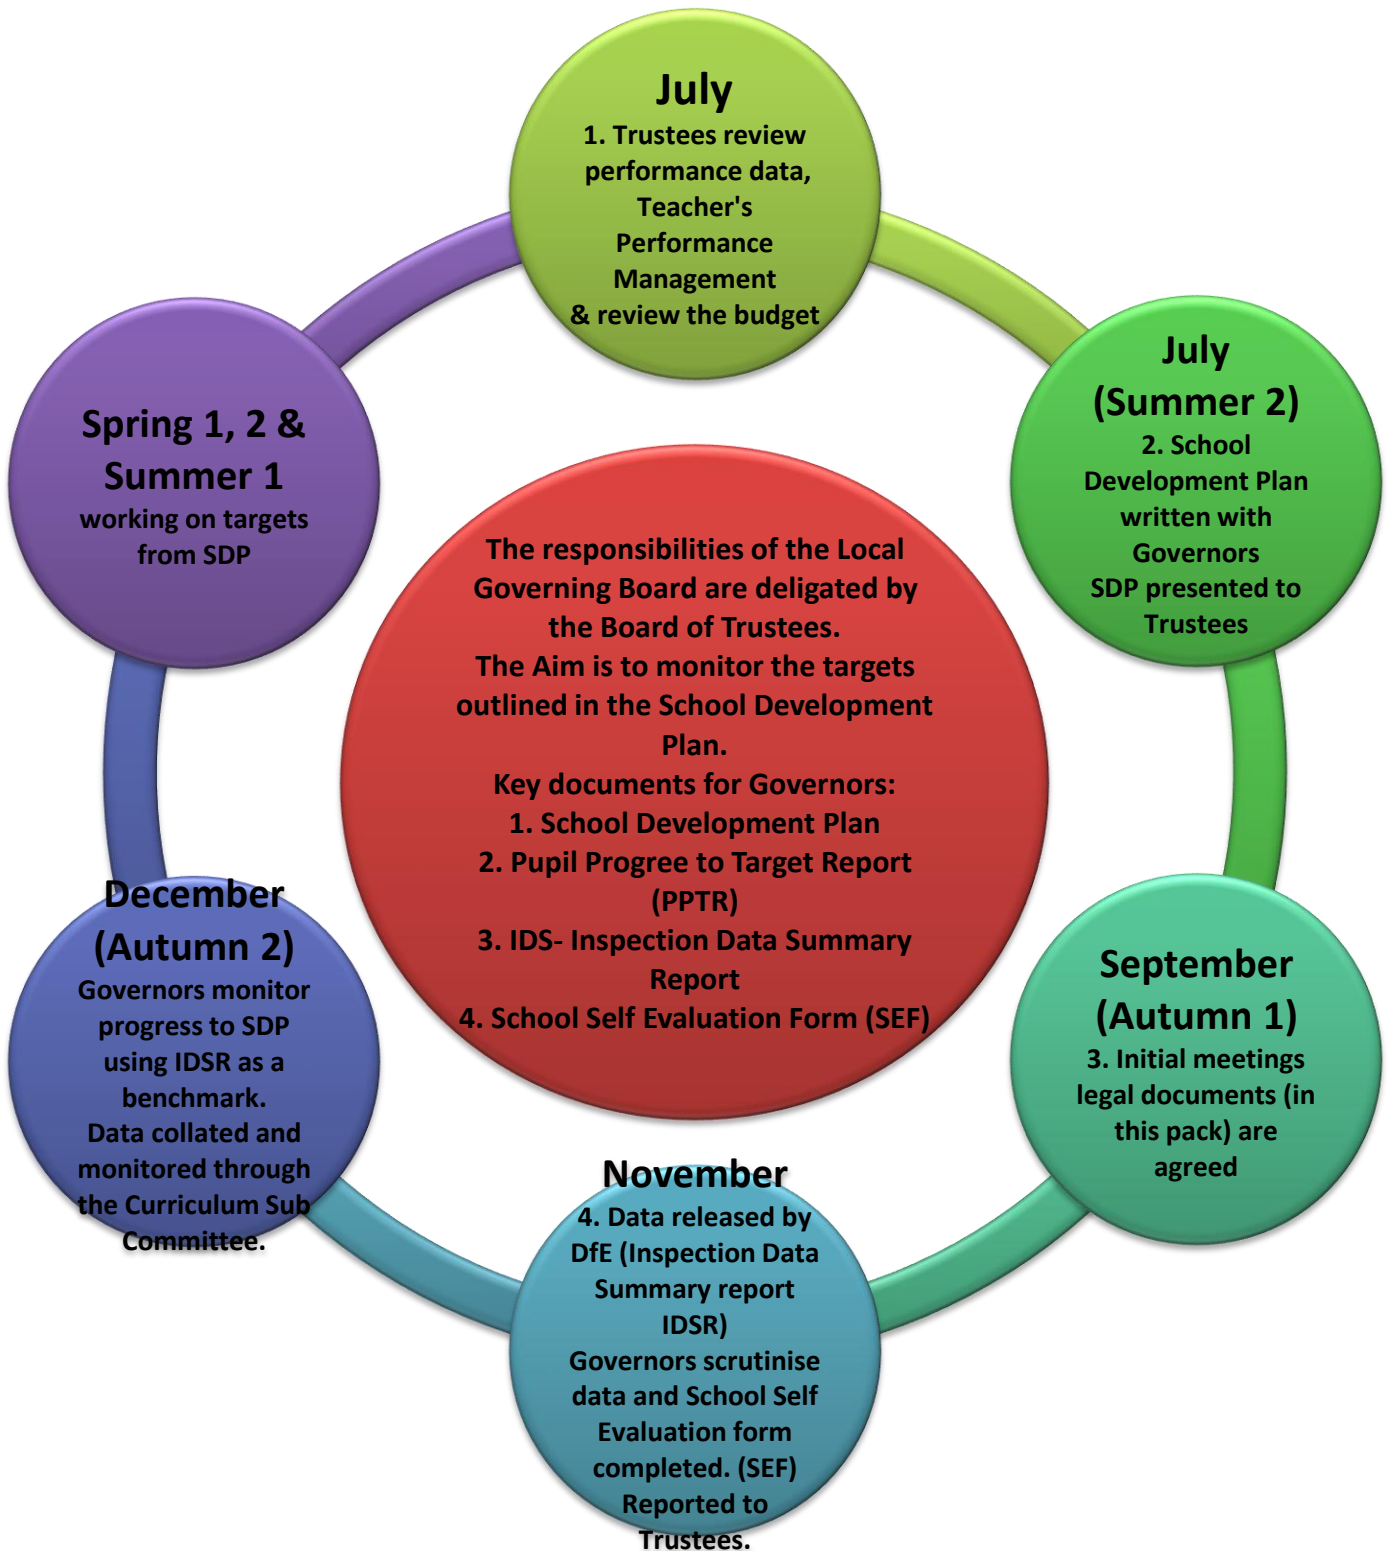 July
1. Trustees review
performance data,
Teacher's
Performance
Management
& review the budget
July
(Summer 2)
2. School
Development Plan
written with
Governors
SDP presented to
Trustees
September
(Autumn 1)
3. Initial meetings
legal documents (in
this pack) are
agreed
November
4. Data released by
DfE (Inspection Data
Summary report
IDSR)
Governors scrutinise
data and School Self
Evaluation form
completed. (SEF)
Reported to
Trustees.
December
(Autumn 2)
Governors monitor
progress to SDP
using IDSR as a
benchmark.
Data collated and
monitored through
the Curriculum Sub
Committee.
Spring 1, 2 &
Summer 1
working on targets
from SDP
The responsibilities of the Local
Governing Board are deligated by
the Board of Trustees.
The Aim is to monitor the targets
outlined in the School Development
Plan.
Key documents for Governors:
1. School Development Plan
2. Pupil Progree to Target Report
(PPTR)
3. IDS- Inspection Data Summary
Report
4. School Self Evaluation Form (SEF)